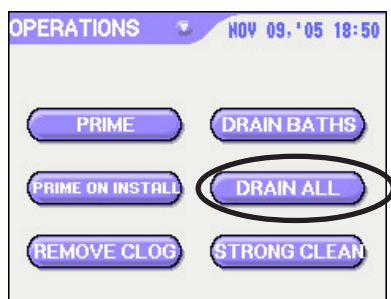 OPERATIONS NOV 09,'05 18:50
PRIME DRAIN BATHS
PRIME ON INSTALL DRAIN ALL
REMOVE CLOG STRONG CLEAN